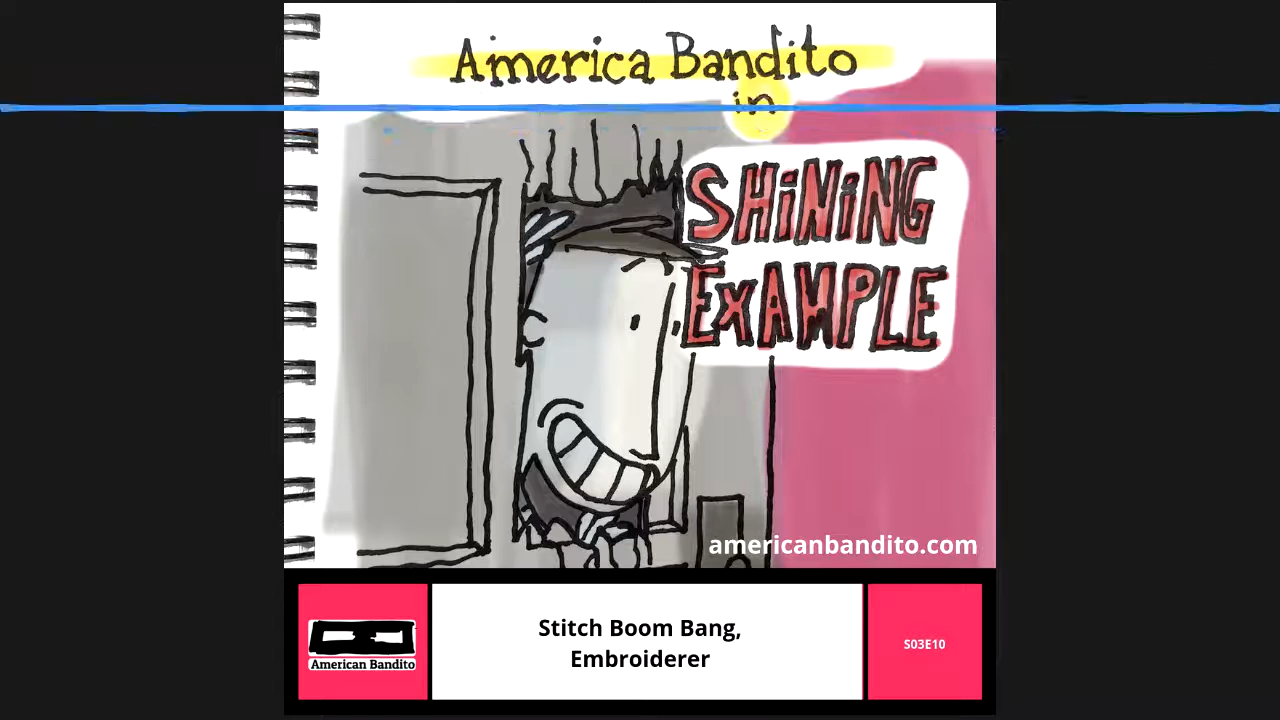 America Bandito
in
SHiNiNG
ExAMPLE
americanbandito.com
American Bandito
Stitch Boom Bang,
Embroiderer
S03E10